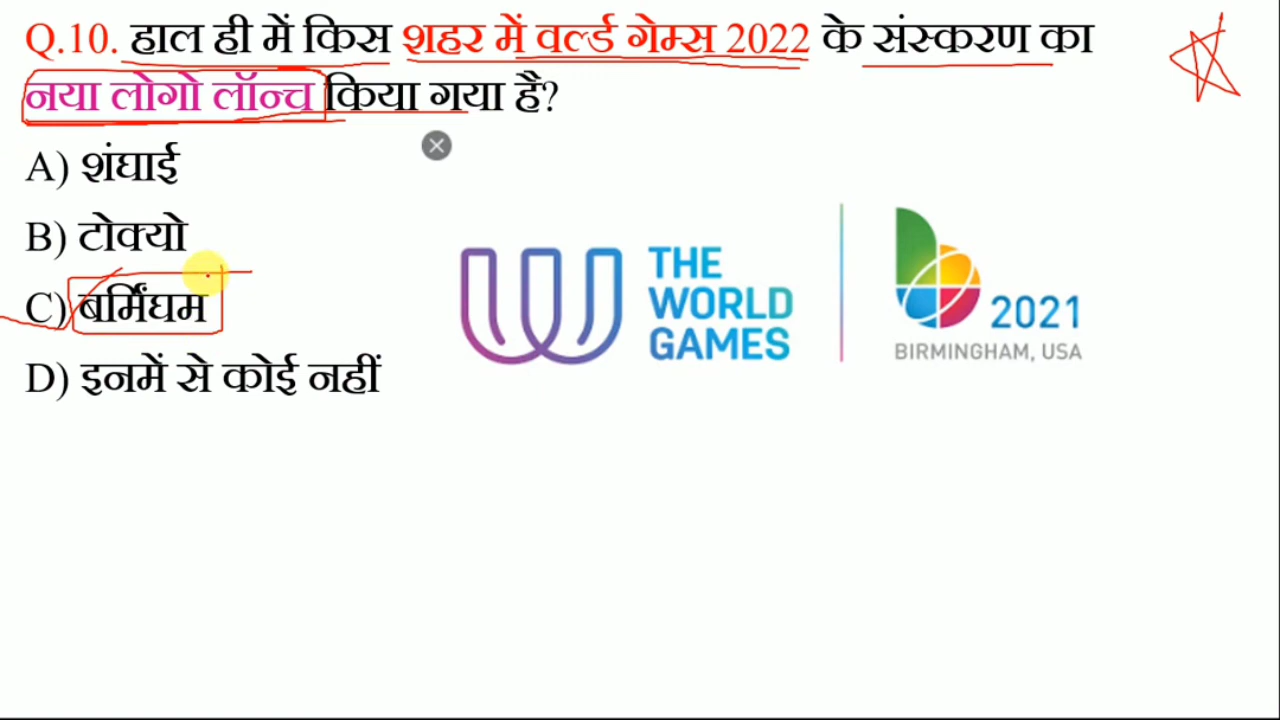 Q.10. हाल ही में किस शहर में वर्ल्ड गेम्स 2022 के संस्करण का
नया लोगो लॉन्च किया गया है?
A) शंघाई
B) टोक्यो
C) बर्मिंघम
D) इनमें से कोई नहीं
THE
WORLD
GAMES
2021
BIRMINGHAM, USA